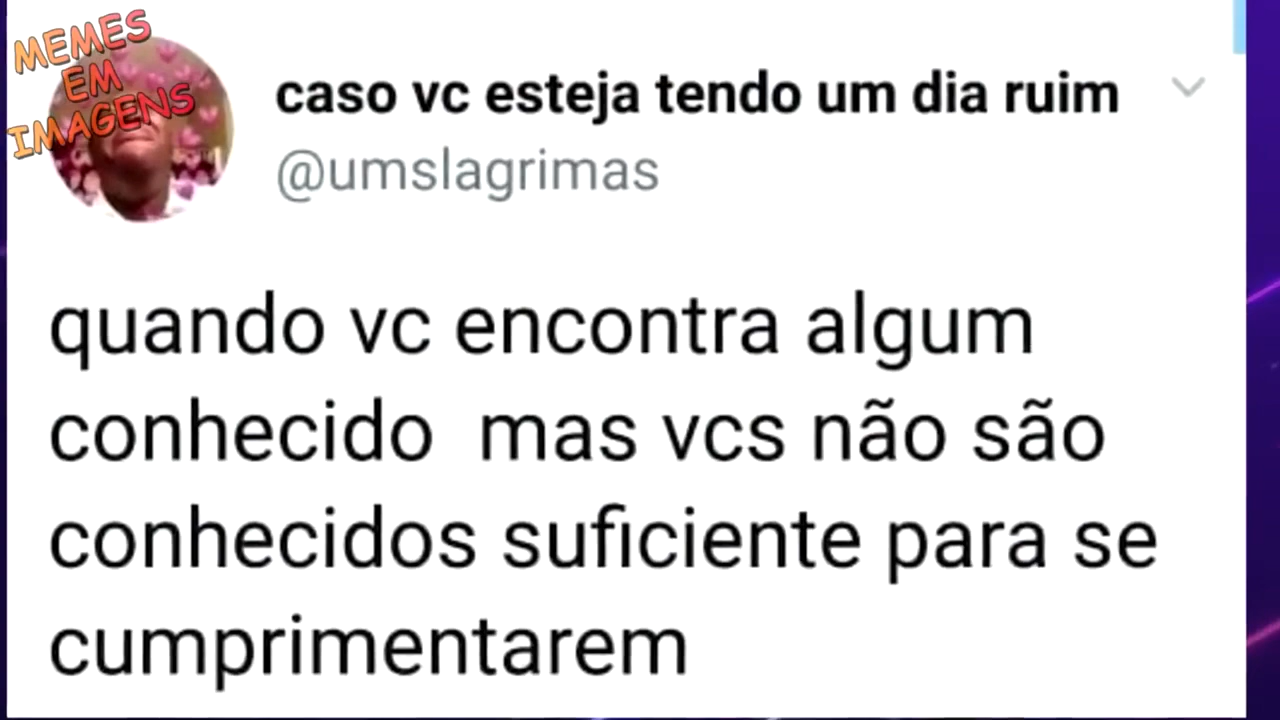 MEMES
EM
IMAGENS
caso vc esteja tendo um dia ruim
@umslagrimas
quando vc encontra algum
conhecido  mas vcs não são
conhecidos suficiente para se
cumprimentarem